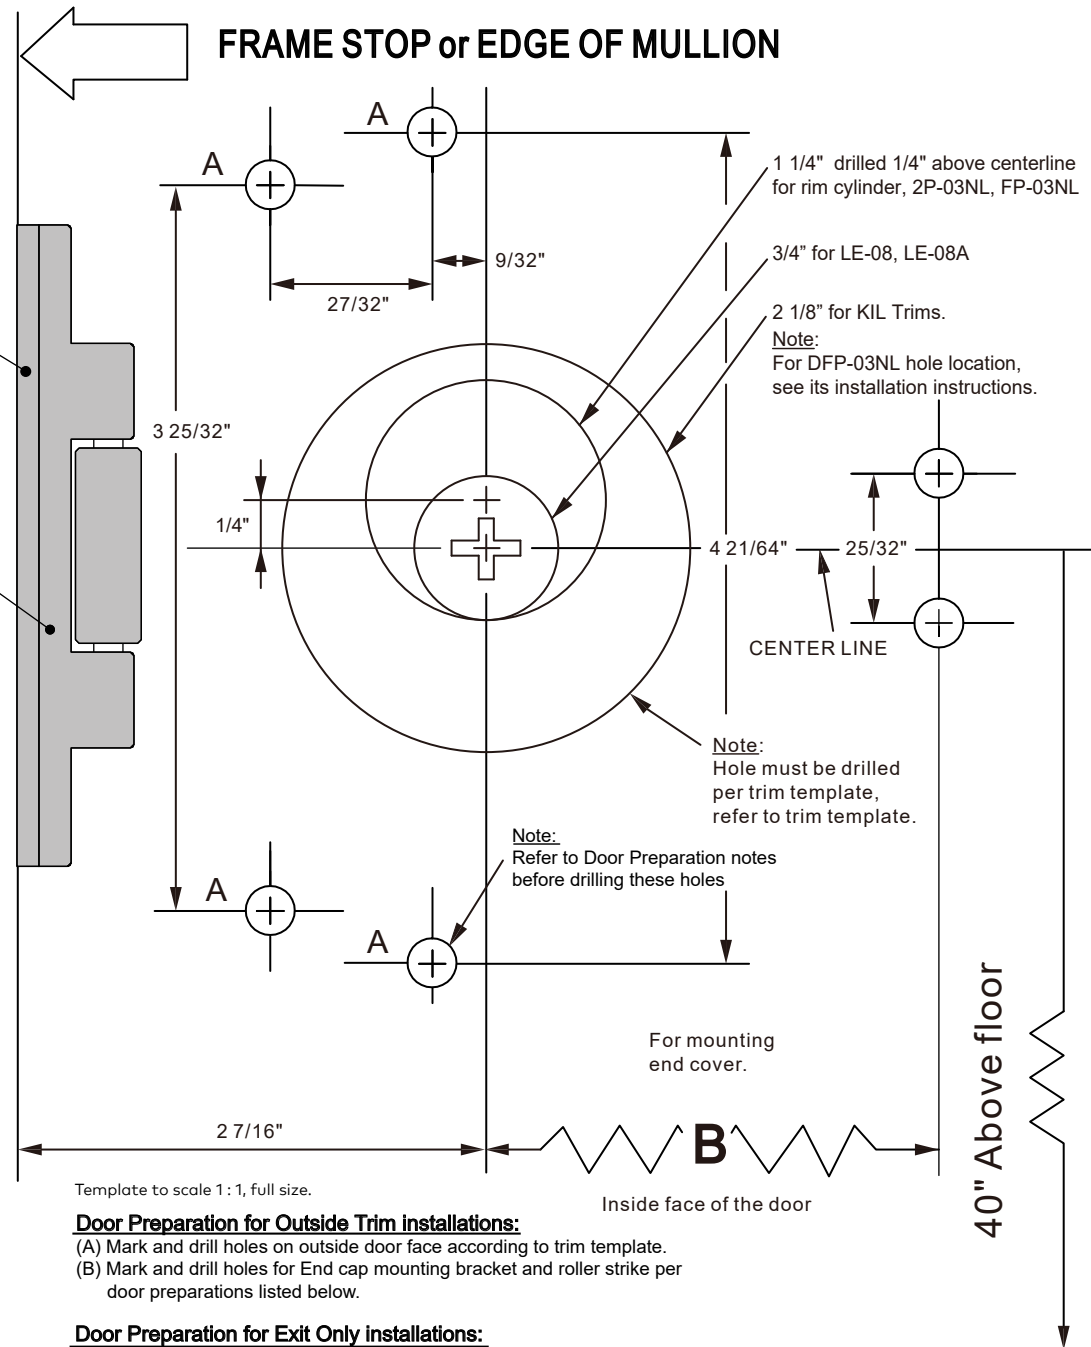 FRAME STOP or EDGE OF MULLION
A
A
1 1/4" drilled 1/4" above centerline
for rim cylinder, 2P-03NL, FP-03NL
9/32"
27/32"
3/4” for LE-08, LE-08A
2 1/8” for KIL Trims.
Note:
For DFP-03NL hole location,
see its installation instructions.
3 25/32"
1/4"
4 21/64"
25/32"
CENTER LINE
Note:
Hole must be drilled
per trim template,
refer to trim template.
Note:
Refer to Door Preparation notes
before drilling these holes
A
A
For mounting
end cover.
40" Above floor
2 7/16"
B
Inside face of the door
Template to scale 1 : 1, full size.
Door Preparation for Outside Trim installations:
(A) Mark and drill holes on outside door face according to trim template.
(B) Mark and drill holes for End cap mounting bracket and roller strike per
door preparations listed below.
Door Preparation for Exit Only installations: